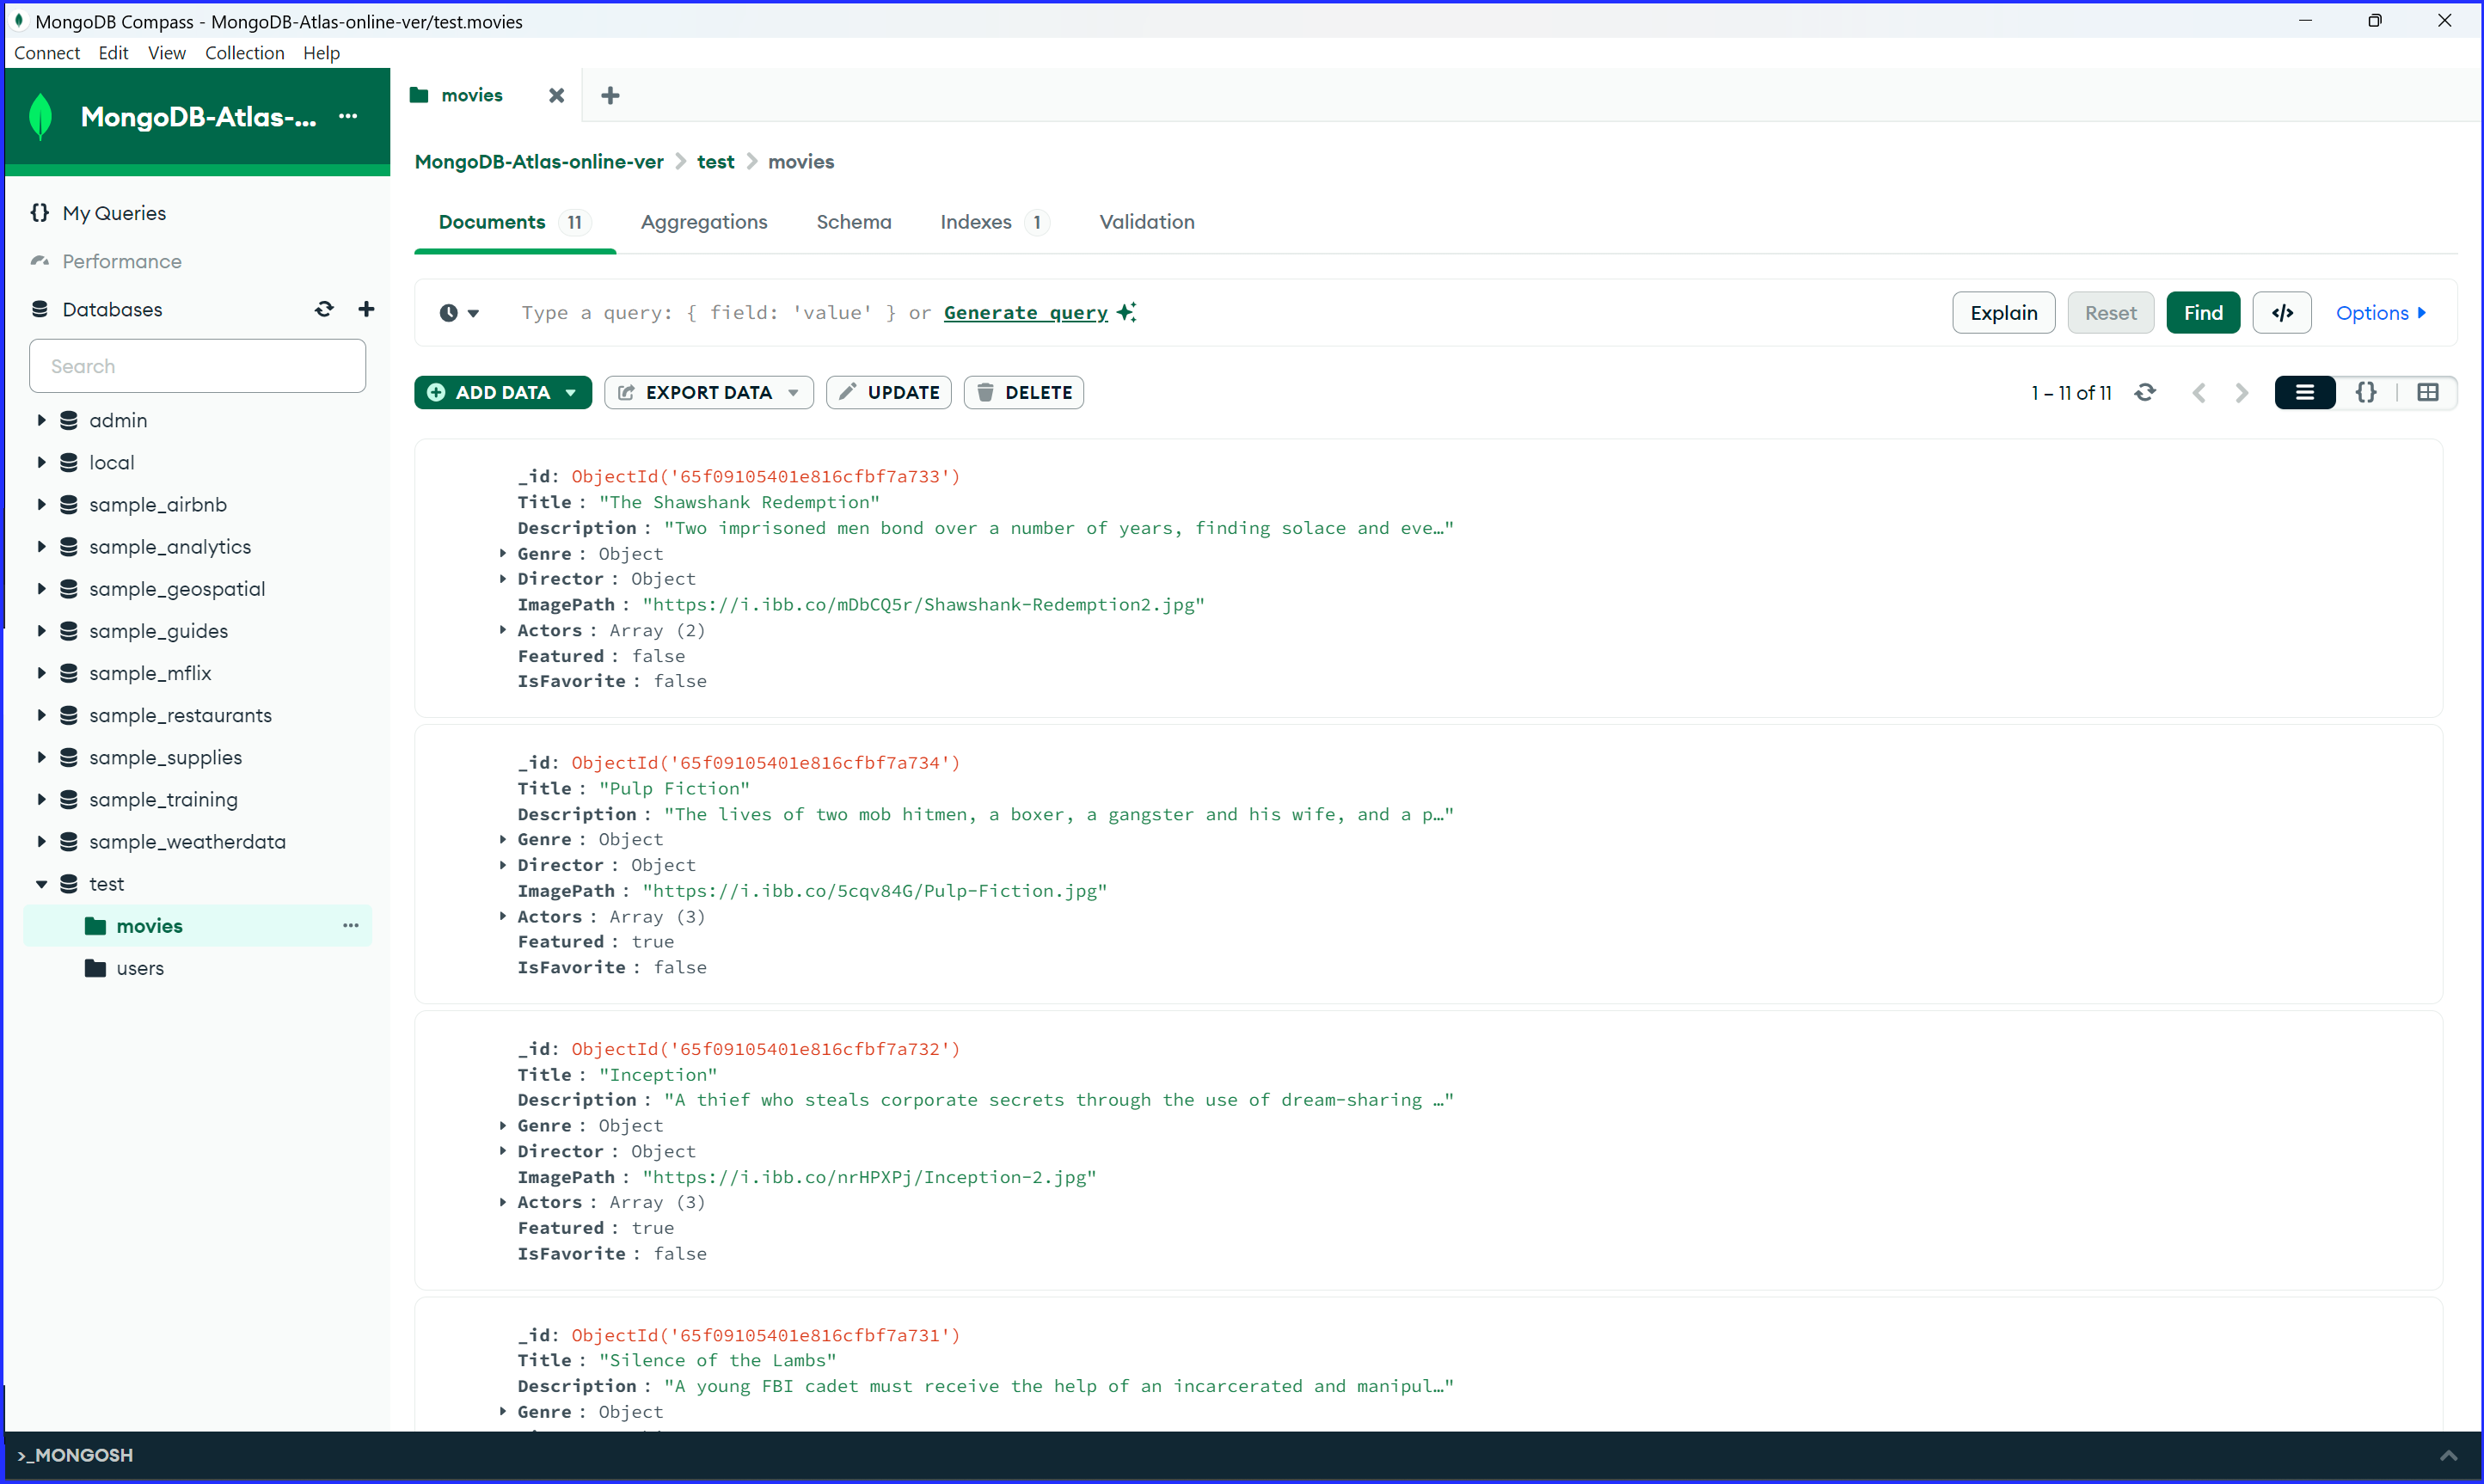 MongoDB Compass - MongoDB-Atlas-online-ver/test.movies
Connect Edit View Collection Help
MongoDB-Atlas-... ...
movies
MongoDB-Atlas-online-ver > test > movies
My Queries
Performance
Databases
Search
admin
local
sample_airbnb
sample_analytics
sample_geospatial
sample_guides
sample_mflix
sample_restaurants
sample_supplies
sample_training
sample_weatherdata
test
movies ...
users
Documents 11 Aggregations Schema Indexes 1 Validation
Type a query: { field: 'value' } or Generate query
Explain Reset Find </> Options
ADD DATA EXPORT DATA UPDATE DELETE
1 – 11 of 11 {}
_id: ObjectId('65f09105401e816cfbf7a733')
Title : "The Shawshank Redemption"
Description : "Two imprisoned men bond over a number of years, finding solace and eve…"
Genre : Object
Director : Object
ImagePath : "https://i.ibb.co/mDbCQ5r/Shawshank-Redemption2.jpg"
Actors : Array (2)
Featured : false
IsFavorite : false
_id: ObjectId('65f09105401e816cfbf7a734')
Title : "Pulp Fiction"
Description : "The lives of two mob hitmen, a boxer, a gangster and his wife, and a p…"
Genre : Object
Director : Object
ImagePath : "https://i.ibb.co/5cqv84G/Pulp-Fiction.jpg"
Actors : Array (3)
Featured : true
IsFavorite : false
_id: ObjectId('65f09105401e816cfbf7a732')
Title : "Inception"
Description : "A thief who steals corporate secrets through the use of dream-sharing …"
Genre : Object
Director : Object
ImagePath : "https://i.ibb.co/nrHPXPj/Inception-2.jpg"
Actors : Array (3)
Featured : true
IsFavorite : false
_id: ObjectId('65f09105401e816cfbf7a731')
Title : "Silence of the Lambs"
Description : "A young FBI cadet must receive the help of an incarcerated and manipul…"
Genre : Object
>_MONGOSH